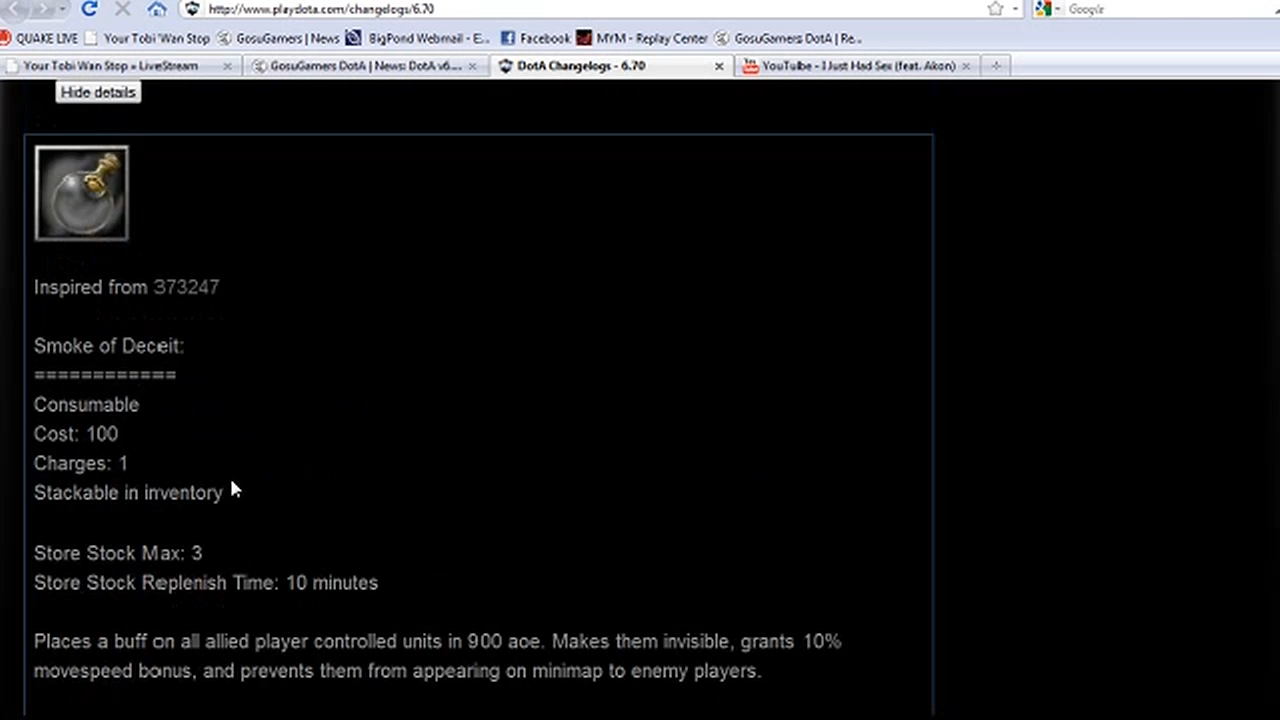 http://www.playdota.com/changelogs/6.70
Google
QUAKE LIVE Your Tobi Wan Stop GosuGamers | News BigPond Webmail - E... Facebook MYM - Replay Center GosuGamers DotA | Re...
Your Tobi Wan Stop » LiveStream GosuGamers DotA | News: DotA v6.... DotA Changelogs - 6.70 YouTube - I Just Had Sex (feat. Akon)
Hide details
Inspired from 373247
Smoke of Deceit:
============
Consumable
Cost: 100
Charges: 1
Stackable in inventory
Store Stock Max: 3
Store Stock Replenish Time: 10 minutes
Places a buff on all allied player controlled units in 900 aoe. Makes them invisible, grants 10%
movespeed bonus, and prevents them from appearing on minimap to enemy players.